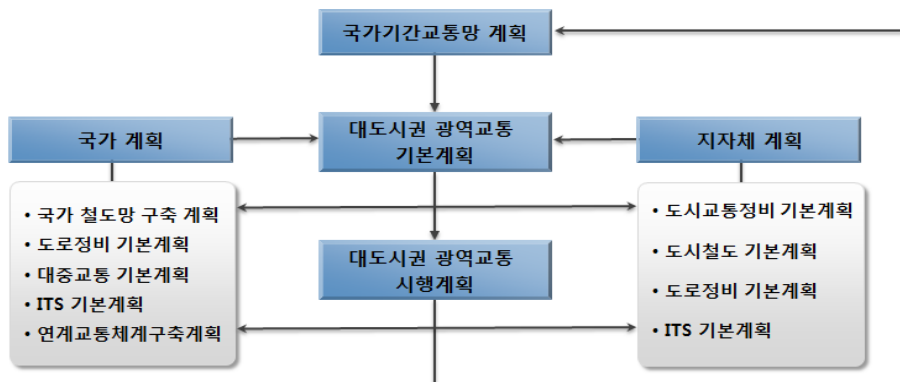 국가기간교통망 계획
국가 계획
대도시권 광역교통
기본계획
지자체 계획
• 국가 철도망 구축 계획
• 도로정비 기본계획
• 대중교통 기본계획
• ITS 기본계획
• 연계교통체계구축계획
대도시권 광역교통
시행계획
• 도시교통정비 기본계획
• 도시철도 기본계획
• 도로정비 기본계획
• ITS 기본계획